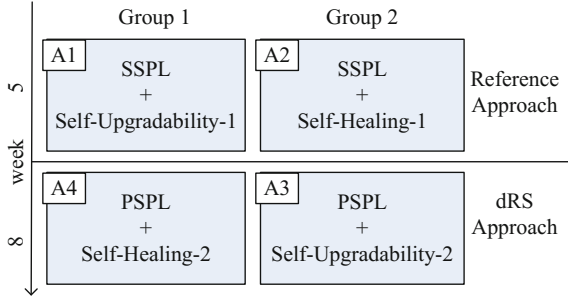 Group 1 Group 2
A1 A2
SSPL SSPL
+ +
Self-Upgradability-1 Self-Healing-1
Reference
Approach
5
week
A4 A3
PSPL PSPL
+ +
Self-Healing-2 Self-Upgradability-2
dRS
Approach
8